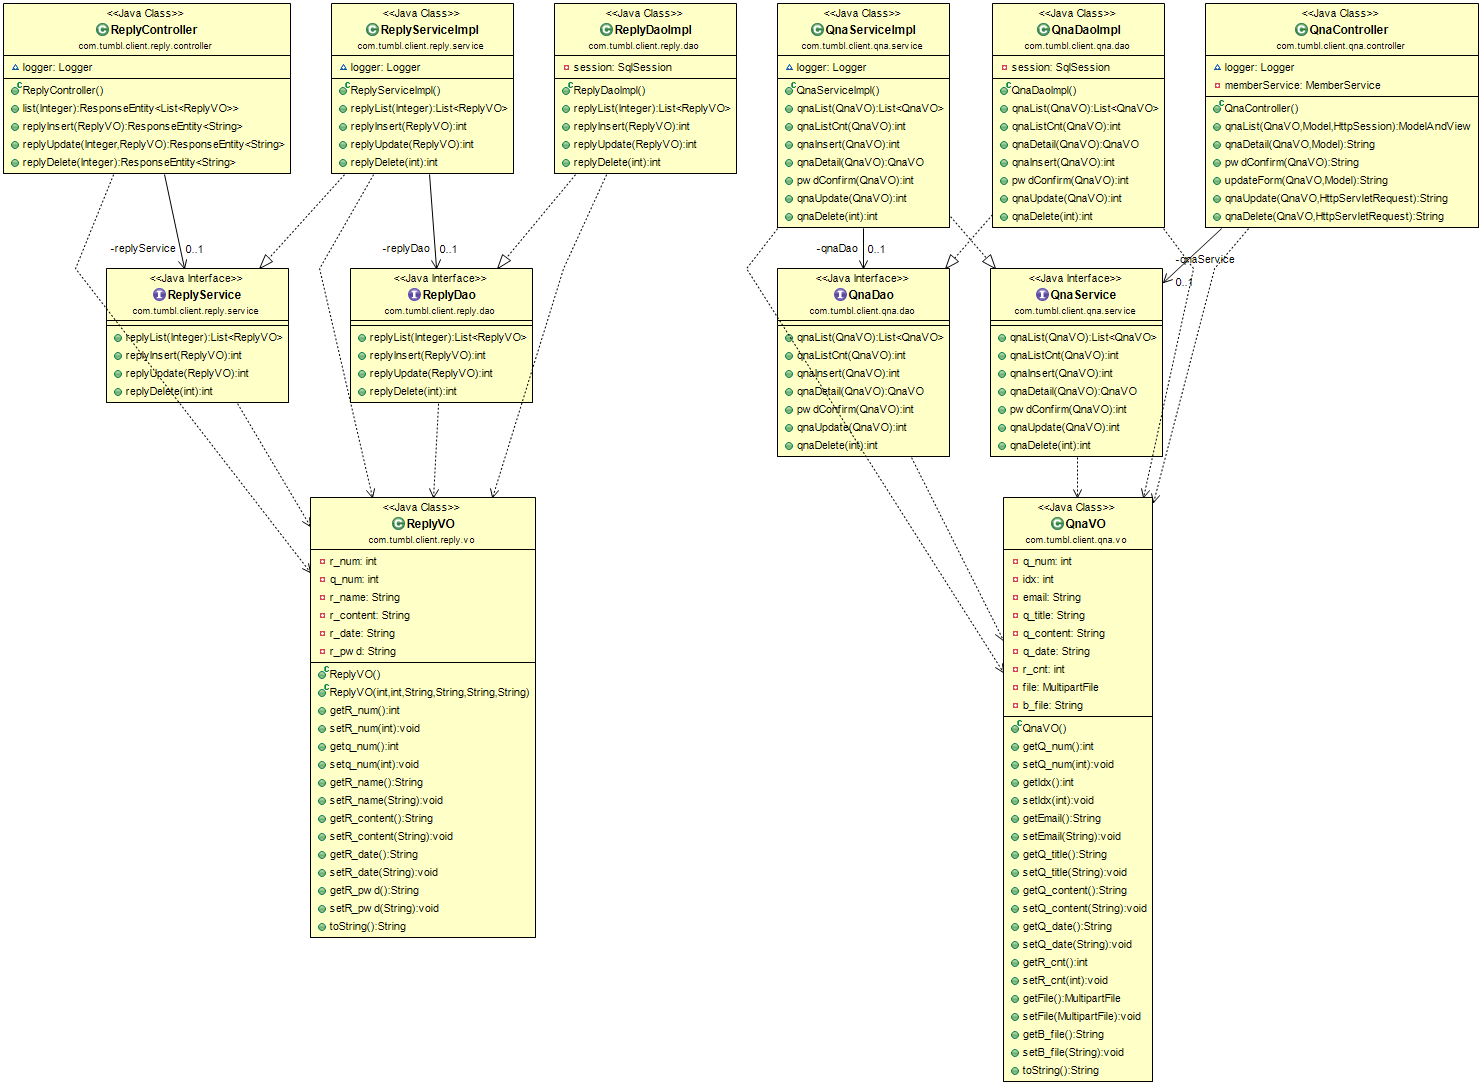 <<Java Class>>
ReplyController
com.tumbl.client.reply.controller
logger: Logger
ReplyController()
list(Integer):ResponseEntity<List<ReplyVO>>
replyInsert(ReplyVO):ResponseEntity<String>
replyUpdate(Integer,ReplyVO):ResponseEntity<String>
replyDelete(Integer):ResponseEntity<String>
<<Java Class>>
ReplyServiceImpl
com.tumbl.client.reply.service
logger: Logger
ReplyServiceImpl()
replyList(Integer):List<ReplyVO>
replyInsert(ReplyVO):int
replyUpdate(ReplyVO):int
replyDelete(int):int
<<Java Class>>
ReplyDaoImpl
com.tumbl.client.reply.dao
session: SqlSession
ReplyDaoImpl()
replyList(Integer):List<ReplyVO>
replyInsert(ReplyVO):int
replyUpdate(ReplyVO):int
replyDelete(int):int
<<Java Class>>
QnaServiceImpl
com.tumbl.client.qna.service
logger: Logger
QnaServiceImpl()
qnaList(QnaVO):List<QnaVO>
qnaListCnt(QnaVO):int
qnaInsert(QnaVO):int
qnaDetail(QnaVO):QnaVO
pwdConfirm(QnaVO):int
qnaUpdate(QnaVO):int
qnaDelete(int):int
<<Java Class>>
QnaDaoImpl
com.tumbl.client.qna.dao
session: SqlSession
QnaDaoImpl()
qnaList(QnaVO):List<QnaVO>
qnaListCnt(QnaVO):int
qnaDetail(QnaVO):QnaVO
qnaInsert(QnaVO):int
pwdConfirm(QnaVO):int
qnaUpdate(QnaVO):int
qnaDelete(int):int
<<Java Class>>
QnaController
com.tumbl.client.qna.controller
logger: Logger
memberService: MemberService
QnaController()
qnaList(QnaVO,Model,HttpSession):ModelAndView
qnaDetail(QnaVO,Model):String
pwdConfirm(QnaVO):String
updateForm(QnaVO,Model):String
qnaUpdate(QnaVO,HttpServletRequest):String
qnaDelete(QnaVO,HttpServletRequest):String
-replyService 0..1
-replyDao 0..1
-qnaDao 0..1
-qnaService
0..1
<<Java Interface>>
ReplyService
com.tumbl.client.reply.service
replyList(Integer):List<ReplyVO>
replyInsert(ReplyVO):int
replyUpdate(ReplyVO):int
replyDelete(int):int
<<Java Interface>>
ReplyDao
com.tumbl.client.reply.dao
replyList(Integer):List<ReplyVO>
replyInsert(ReplyVO):int
replyUpdate(ReplyVO):int
replyDelete(int):int
<<Java Interface>>
QnaDao
com.tumbl.client.qna.dao
qnaList(QnaVO):List<QnaVO>
qnaListCnt(QnaVO):int
qnaInsert(QnaVO):int
qnaDetail(QnaVO):QnaVO
pwdConfirm(QnaVO):int
qnaUpdate(QnaVO):int
qnaDelete(int):int
<<Java Interface>>
QnaService
com.tumbl.client.qna.service
qnaList(QnaVO):List<QnaVO>
qnaListCnt(QnaVO):int
qnaInsert(QnaVO):int
qnaDetail(QnaVO):QnaVO
pwdConfirm(QnaVO):int
qnaUpdate(QnaVO):int
qnaDelete(int):int
<<Java Class>>
ReplyVO
com.tumbl.client.reply.vo
r_num: int
q_num: int
r_name: String
r_content: String
r_date: String
r_pwd: String
ReplyVO()
ReplyVO(int,int,String,String,String,String)
getR_num():int
setR_num(int):void
getq_num():int
setq_num(int):void
getR_name():String
setR_name(String):void
getR_content():String
setR_content(String):void
getR_date():String
setR_date(String):void
getR_pwd():String
setR_pwd(String):void
toString():String
<<Java Class>>
QnaVO
com.tumbl.client.qna.vo
q_num: int
idx: int
email: String
q_title: String
q_content: String
q_date: String
r_cnt: int
file: MultipartFile
b_file: String
QnaVO()
getQ_num():int
setQ_num(int):void
getIdx():int
setIdx(int):void
getEmail():String
setEmail(String):void
getQ_title():String
setQ_title(String):void
getQ_content():String
setQ_content(String):void
getQ_date():String
setQ_date(String):void
getR_cnt():int
setR_cnt(int):void
getFile():MultipartFile
setFile(MultipartFile):void
getB_file():String
setB_file(String):void
toString():String